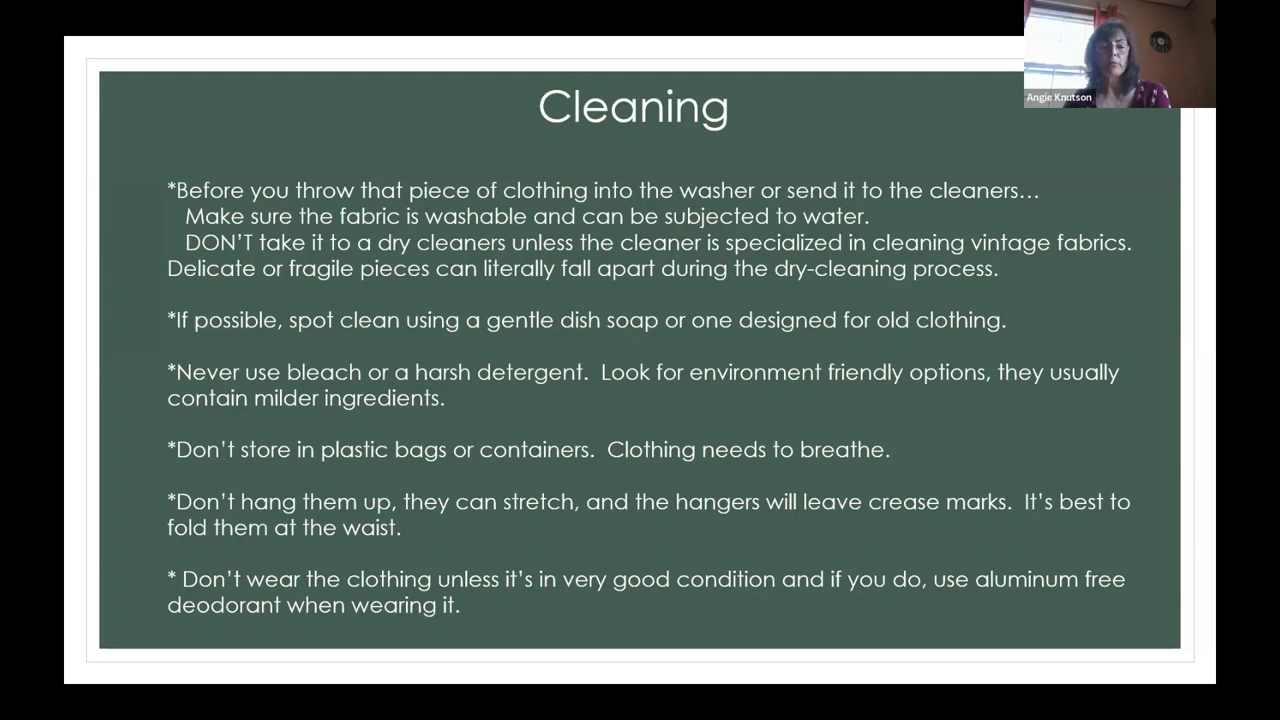 Angie Knutson
Cleaning
*Before you throw that piece of clothing into the washer or send it to the cleaners…
Make sure the fabric is washable and can be subjected to water.
DON'T take it to a dry cleaners unless the cleaner is specialized in cleaning vintage fabrics.
Delicate or fragile pieces can literally fall apart during the dry-cleaning process.
*If possible, spot clean using a gentle dish soap or one designed for old clothing.
*Never use bleach or a harsh detergent.  Look for environment friendly options, they usually
contain milder ingredients.
*Don't store in plastic bags or containers.  Clothing needs to breathe.
*Don't hang them up, they can stretch, and the hangers will leave crease marks.  It's best to
fold them at the waist.
* Don't wear the clothing unless it's in very good condition and if you do, use aluminum free
deodorant when wearing it.